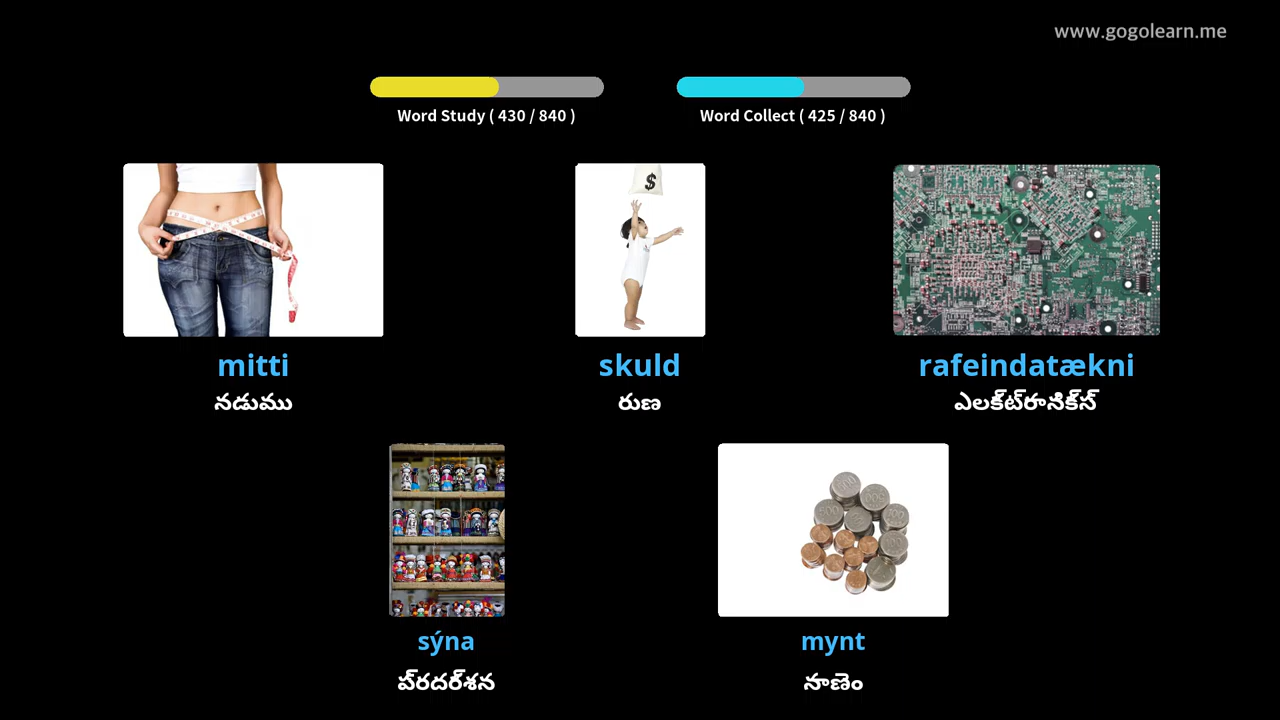 www.gogolearn.me
Word Study ( 430 / 840 )
Word Collect ( 425 / 840 )
$
mitti
నడుము
skuld
రుణ
rafeindatækni
ఎలక్ట్రానిక్స్
sýna
ప్రదర్శన
mynt
నాణెం